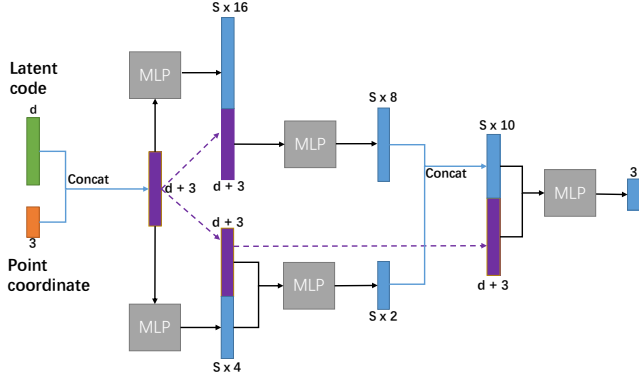 S x 16
MLP
Latent
code
d
S x 8
MLP
S x 10
Concat
d + 3
d + 3
Concat
MLP
3
3
d + 3
Point
coordinate
MLP
d + 3
MLP
S x 2
S x 4